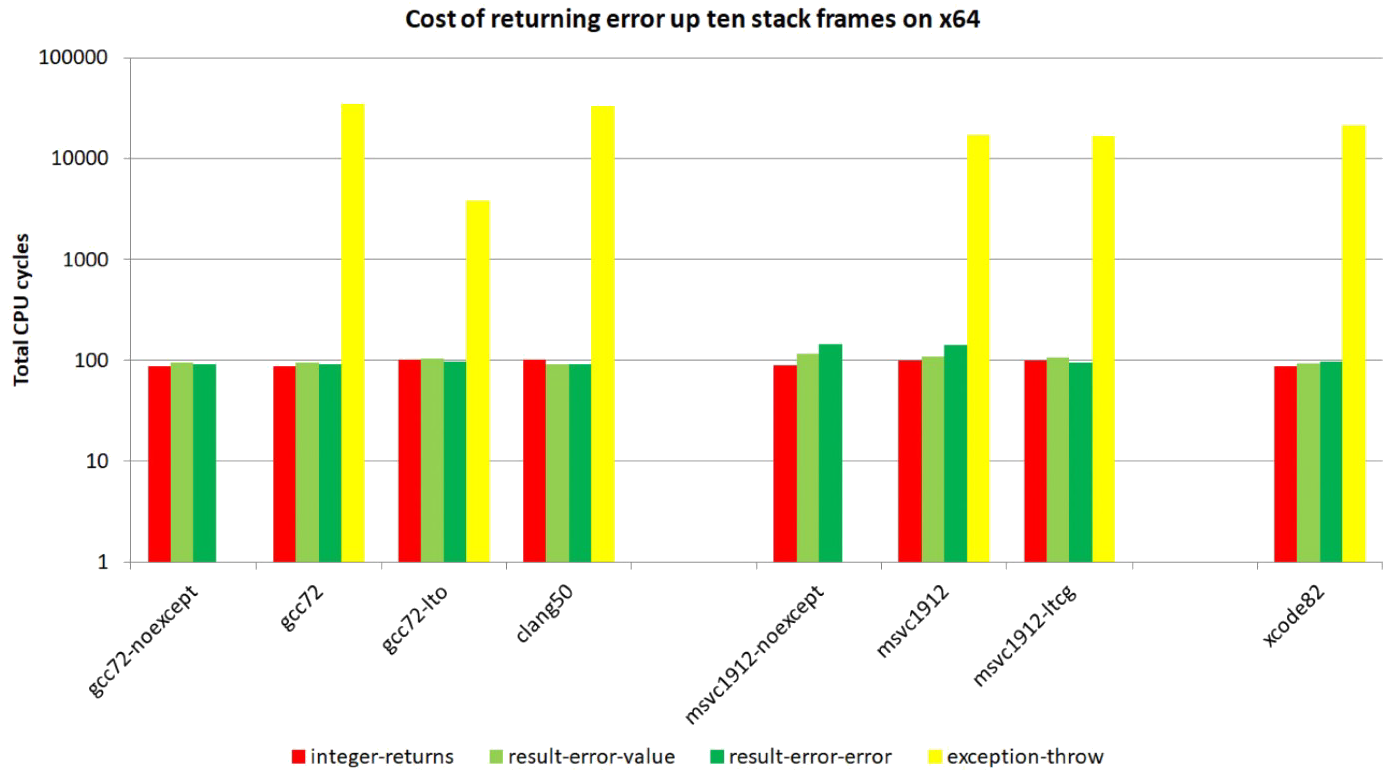 Cost of returning error up ten stack frames on x64
Total CPU cycles
100000
10000
1000
100
10
1
gcc72-noexcept
gcc72
gcc72-lto
clang50
msvc1912-noexcept
msvc1912
msvc1912-ltcg
xcode82
integer-returns
result-error-value
result-error-error
exception-throw